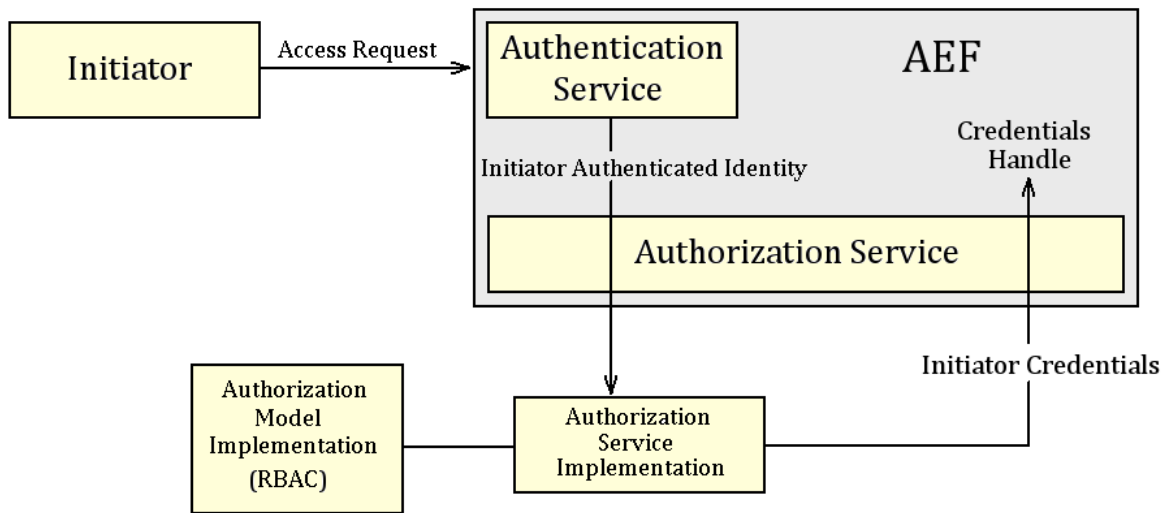 Initiator
Access Request
Authentication
Service
AEF
Credentials
Handle
Initiator Authenticated Identity
Authorization Service
Initiator Credentials
Authorization
Model
Implementation
(RBAC)
Authorization
Service
Implementation